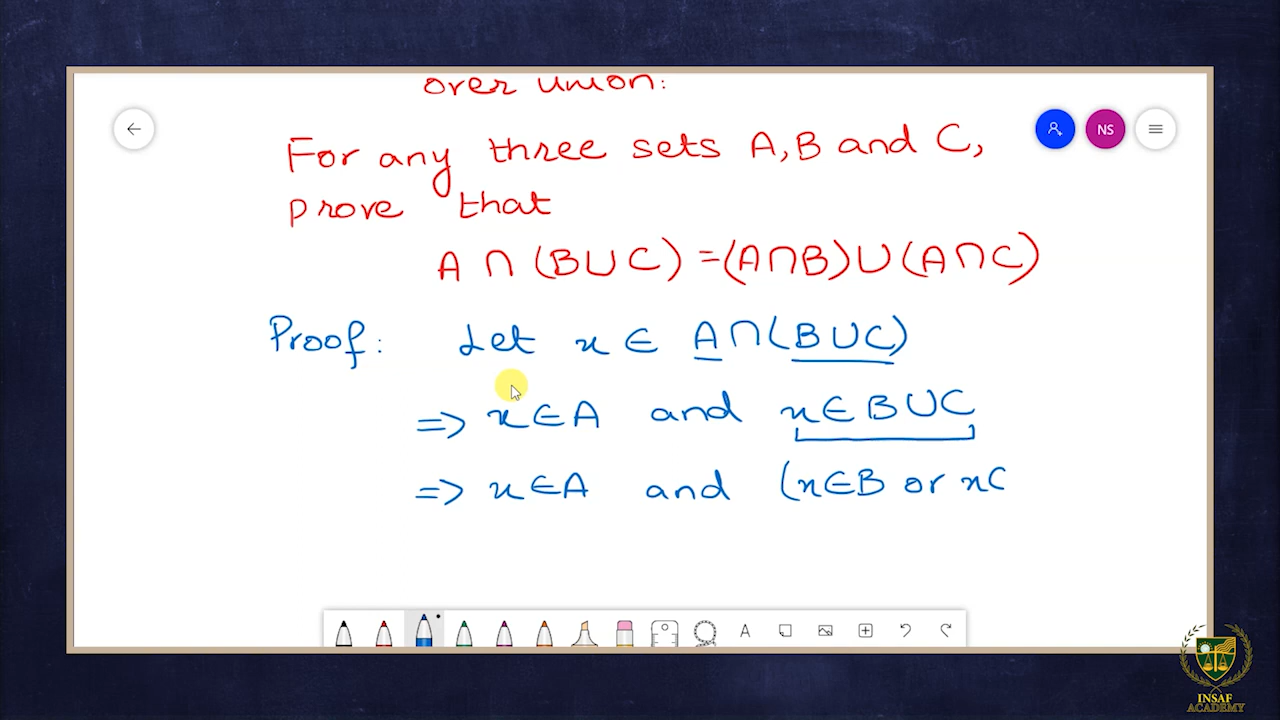 over union:
For any three sets A, B and C,
prove that
A ∩ (B ∪ C) = (A ∩ B) ∪ (A ∩ C)
Proof: Let x ∈ A ∩ (B ∪ C)
=> x ∈ A and x ∈ B ∪ C
=> x ∈ A and (x ∈ B or x
NS
A
INSAF
ACADEMY